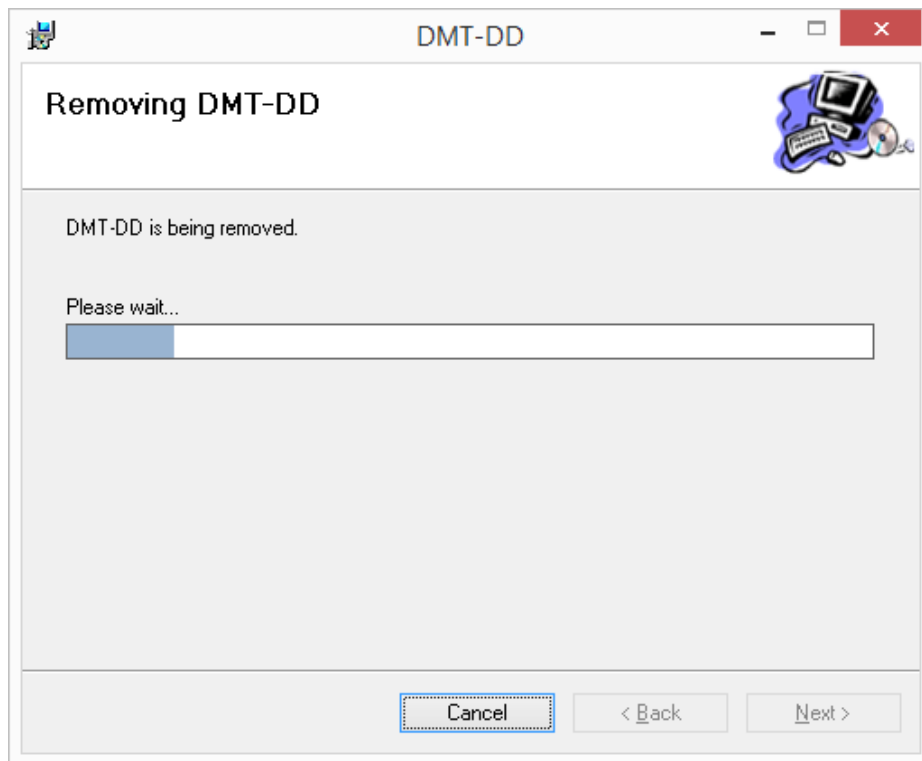 DMT-DD
Removing DMT-DD
DMT-DD is being removed.
Please wait...
Cancel
< Back
Next >